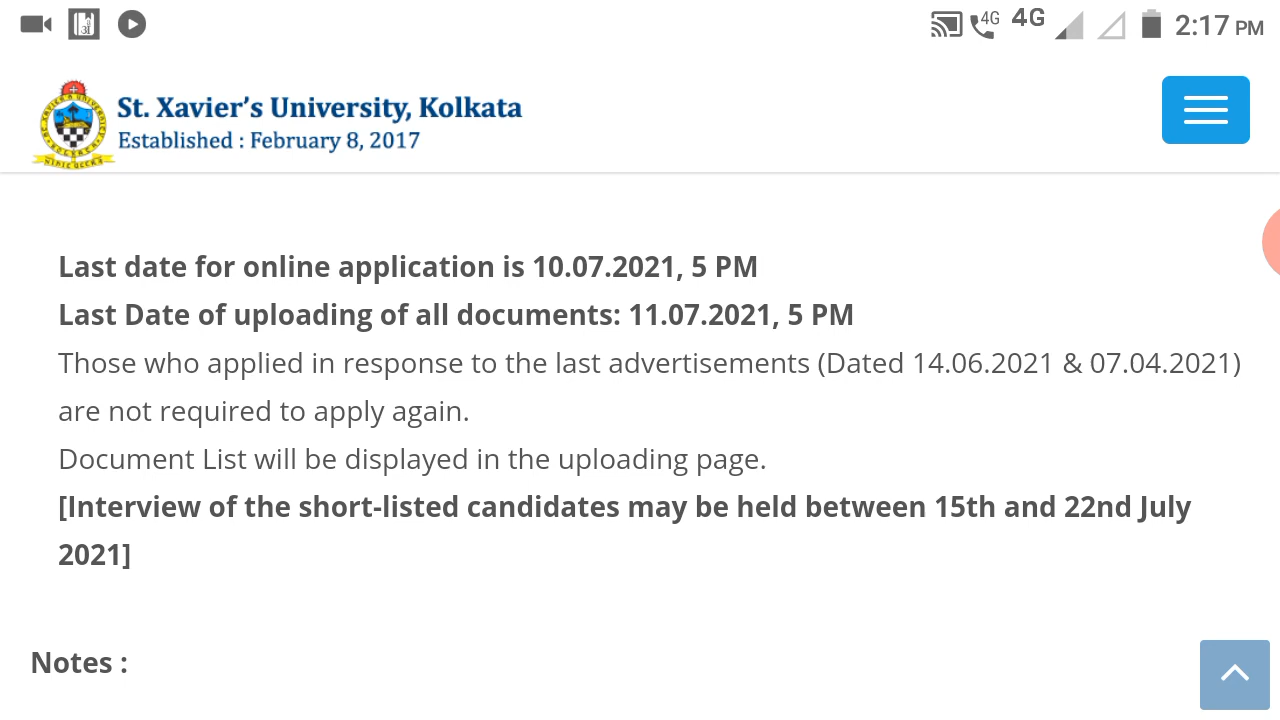 4G 4G 2:17 PM
St. Xavier's University, Kolkata
Established : February 8, 2017
Last date for online application is 10.07.2021, 5 PM
Last Date of uploading of all documents: 11.07.2021, 5 PM
Those who applied in response to the last advertisements (Dated 14.06.2021 & 07.04.2021)
are not required to apply again.
Document List will be displayed in the uploading page.
[Interview of the short-listed candidates may be held between 15th and 22nd July
2021]
Notes :